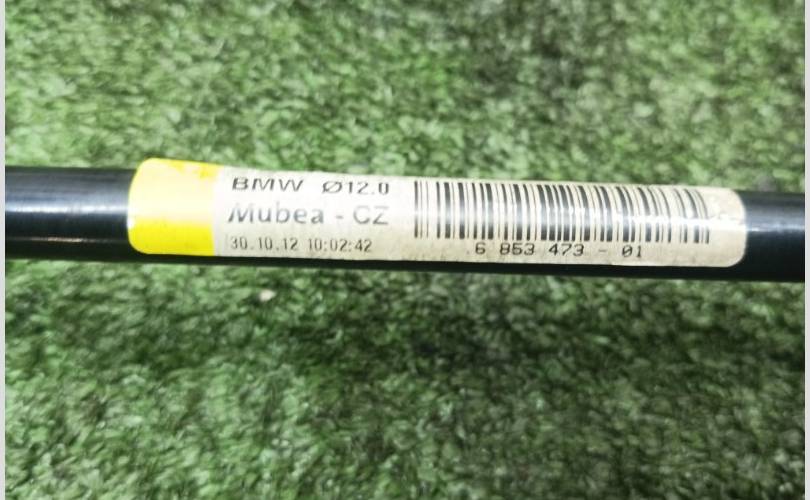 BMW Ø12.0
Mubea - CZ
30.10.12 10:02:42
6 853 473 - 01